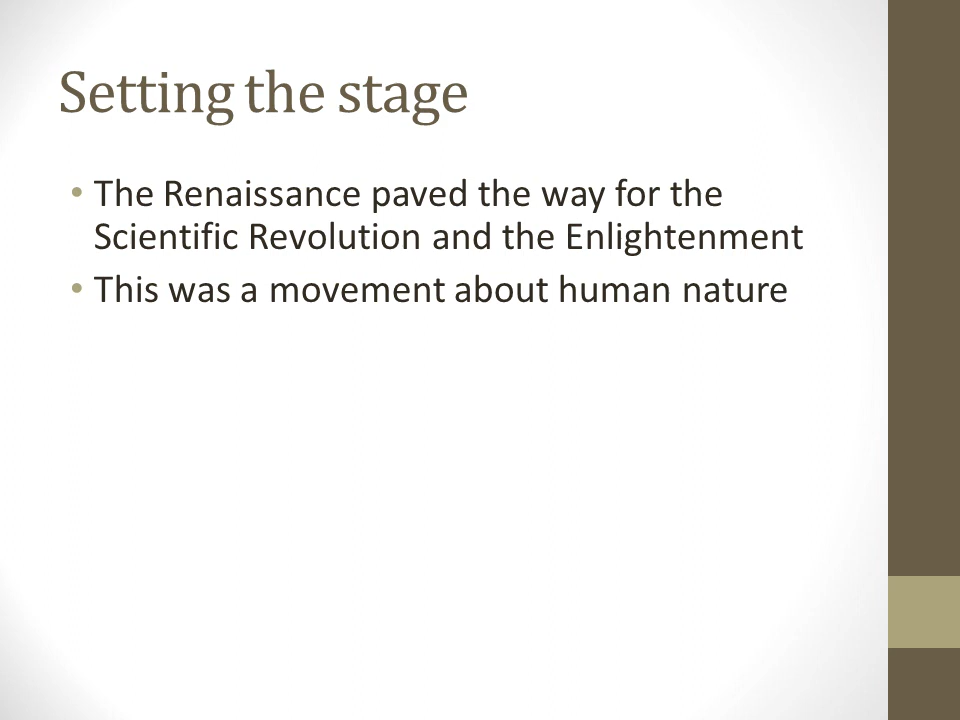 Setting the stage
• The Renaissance paved the way for the
Scientific Revolution and the Enlightenment
• This was a movement about human nature